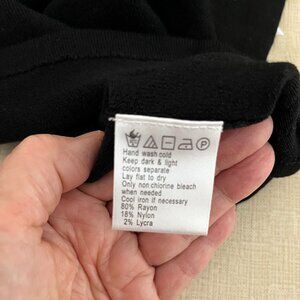 Hand wash cold
Keep dark & light
colors separate
Lay flat to dry
Only non chlorine bleach
when needed
Cool iron if necessary
80% Rayon
18% Nylon
2% Lycra